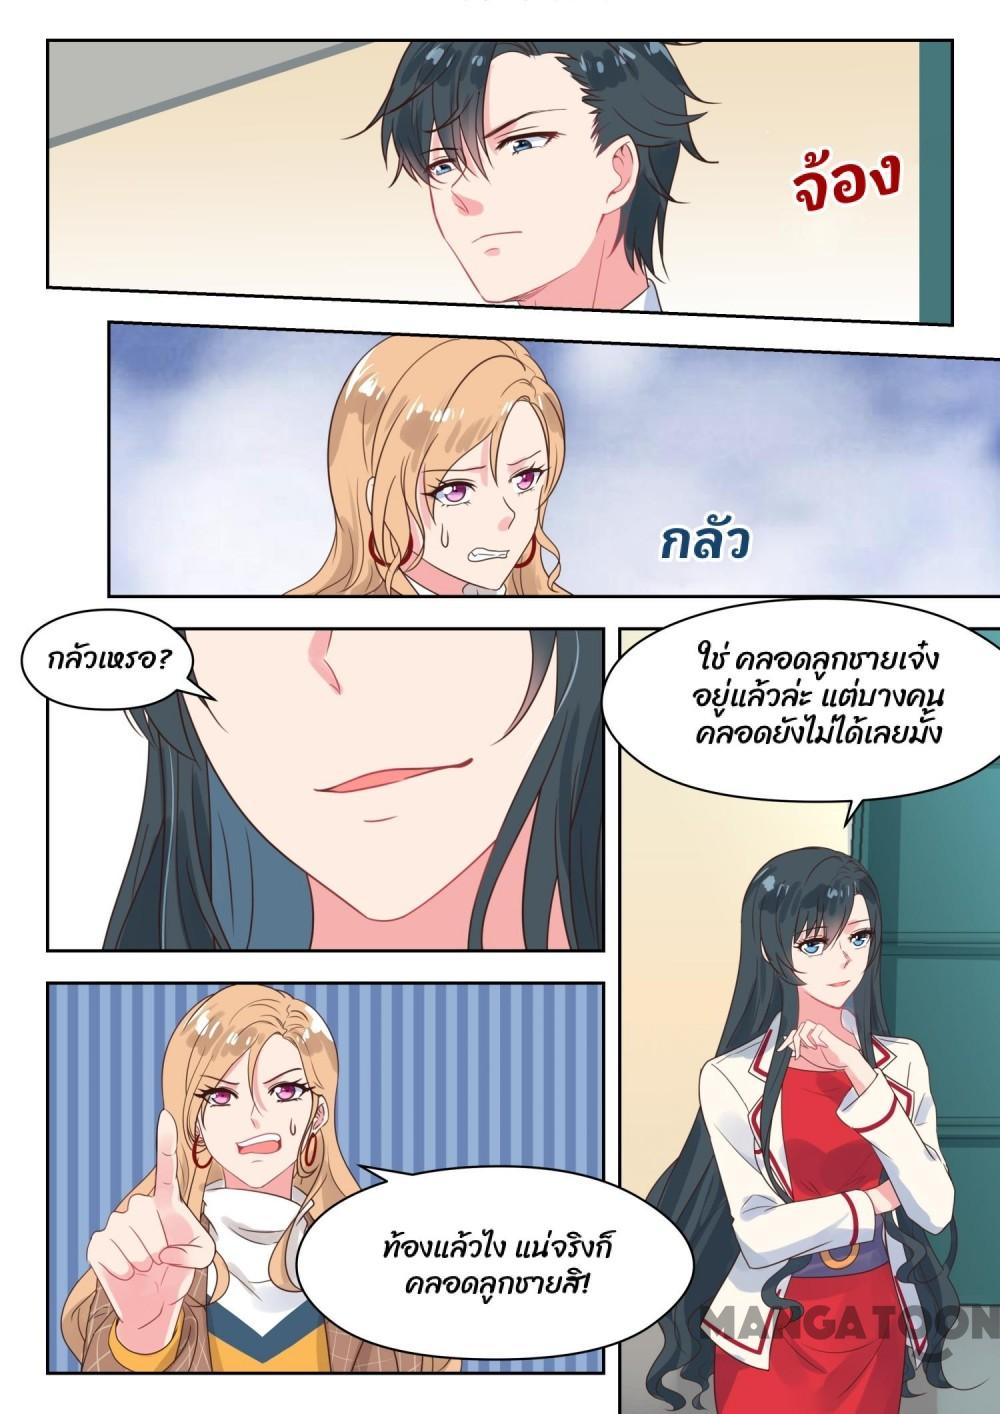 จ้อง
กลัว
กลัวเหรอ?
ใช่ คลอดลูกชายเจ๋ง
อยู่แล้วล่ะ แต่บางคน
คลอดยังไม่ได้เลยมั้ง
ท้องแล้วไง แน่จริงก็
คลอดลูกชายสิ!
MANGATOON